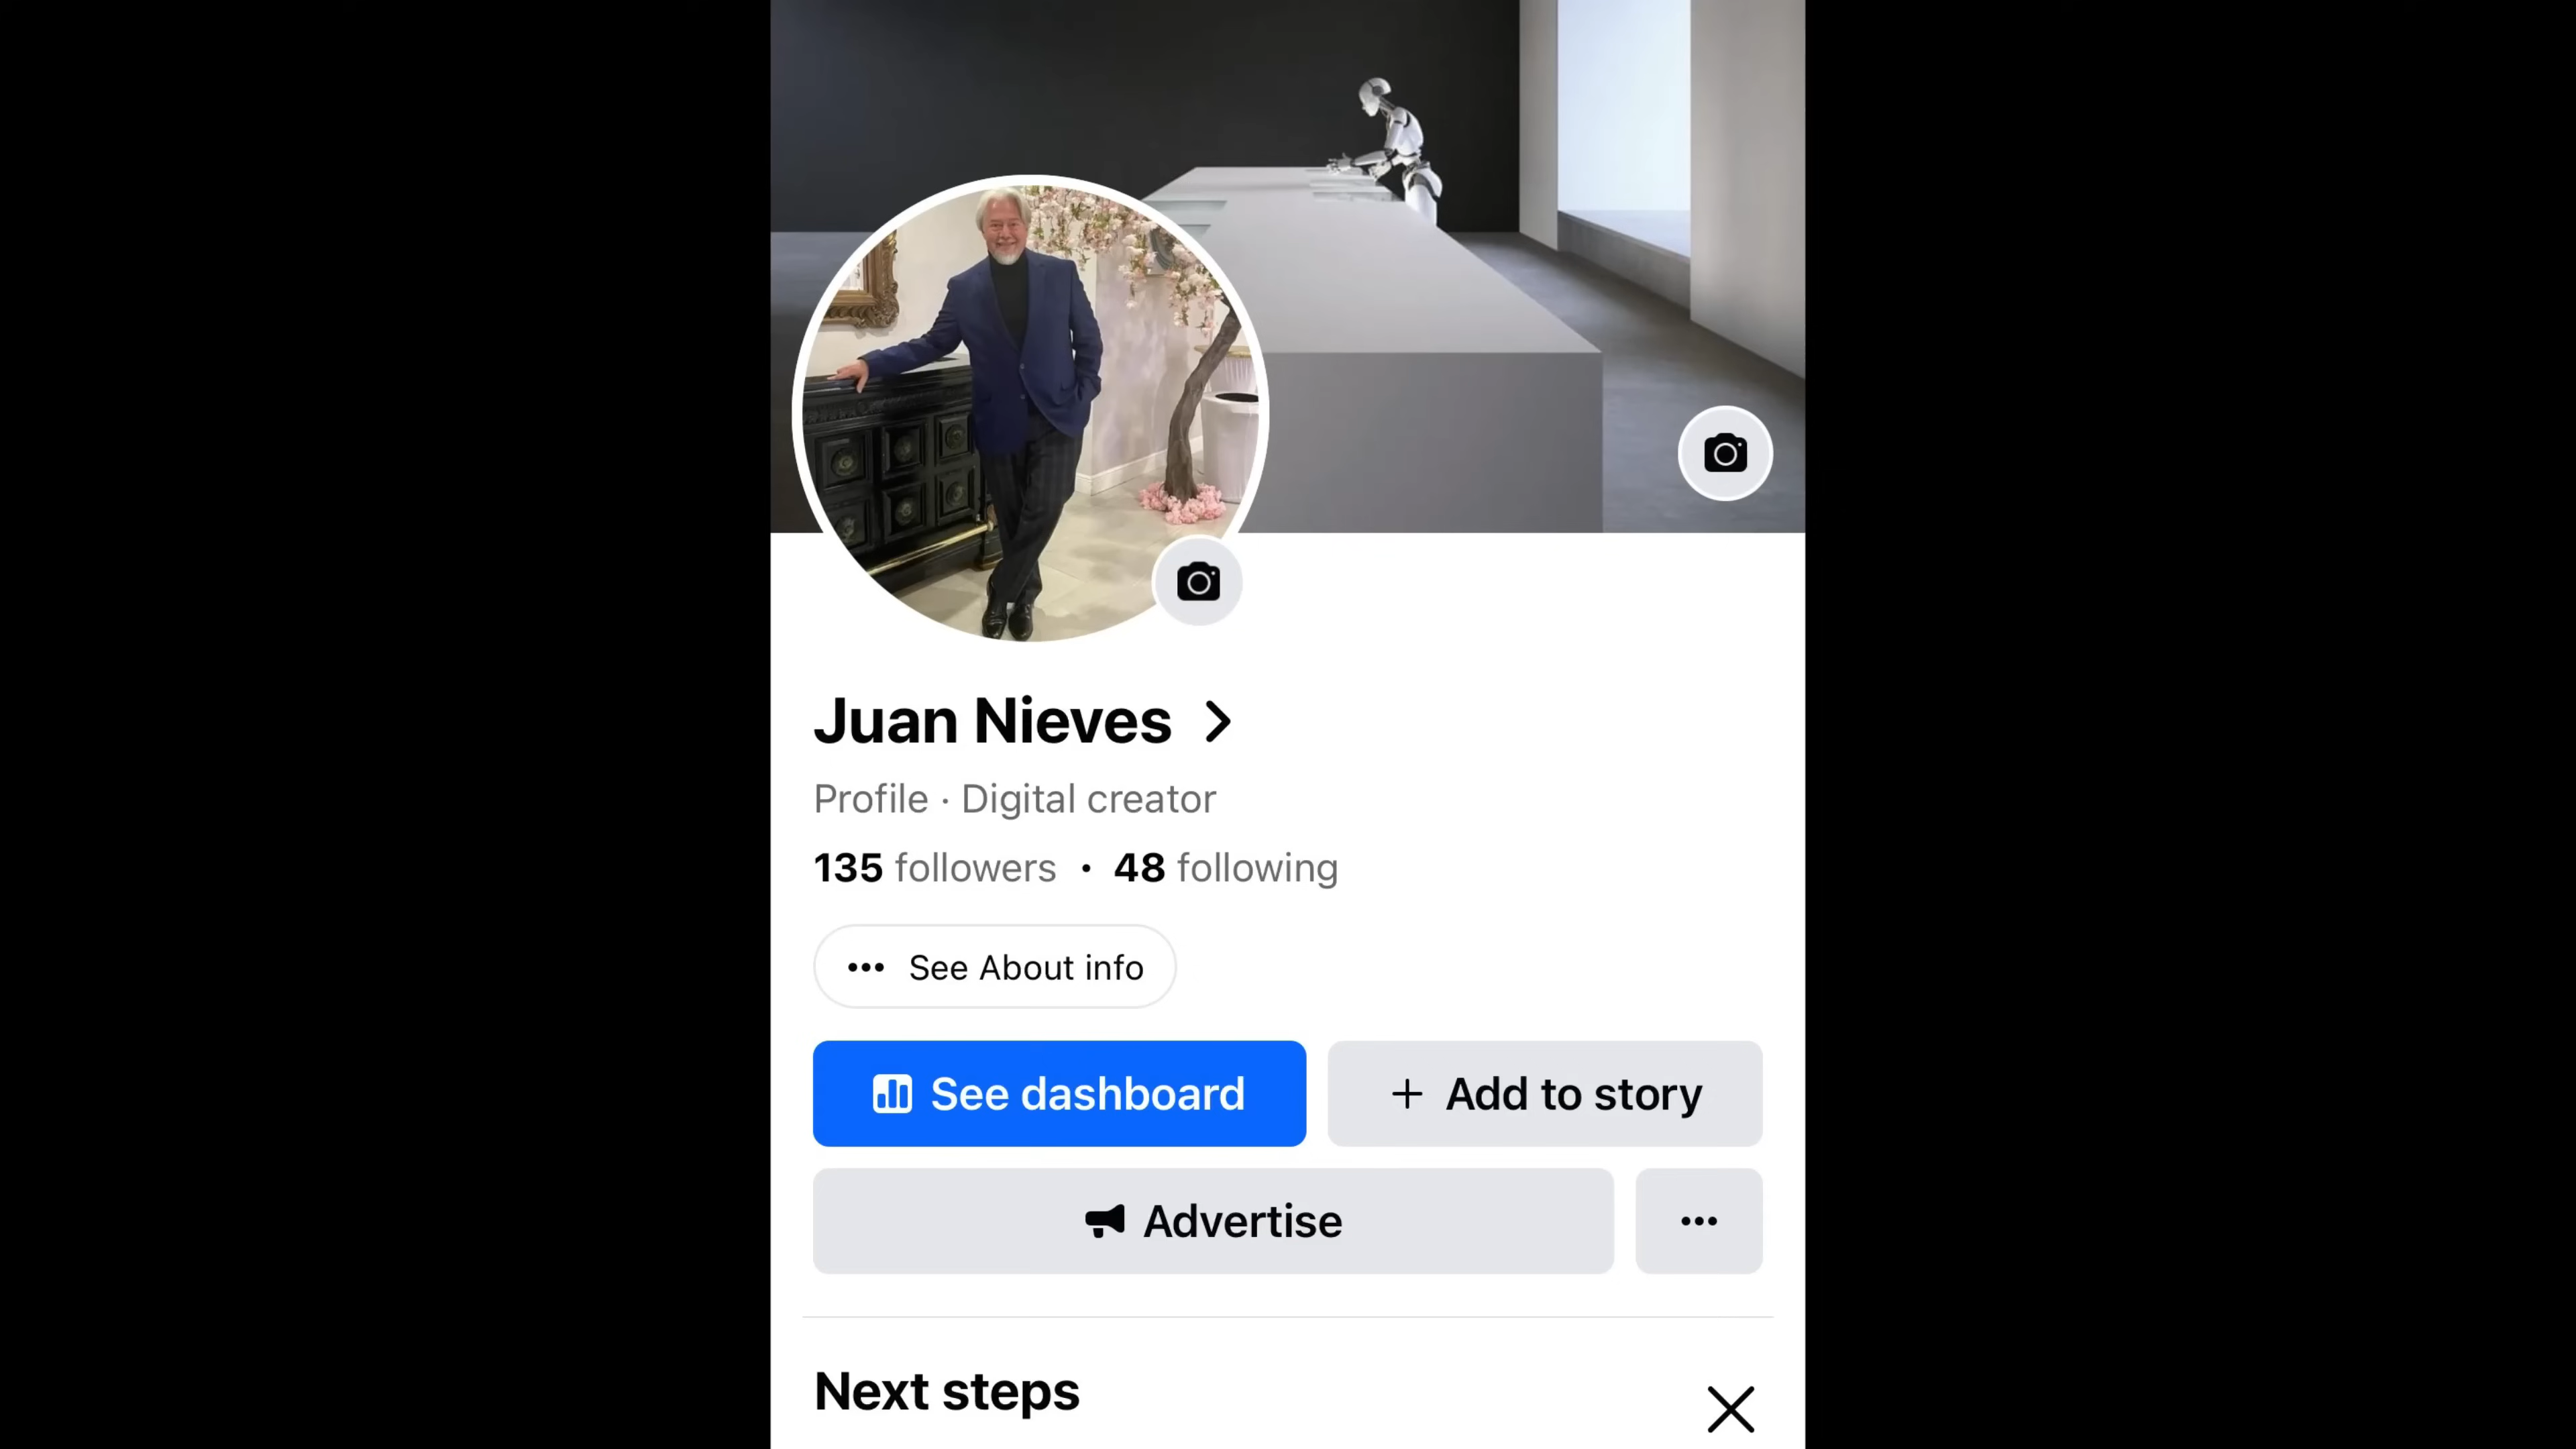 Juan Nieves
Profile · Digital creator
135 followers • 48 following
••• See About info
See dashboard
+ Add to story
Advertise
•••
Next steps